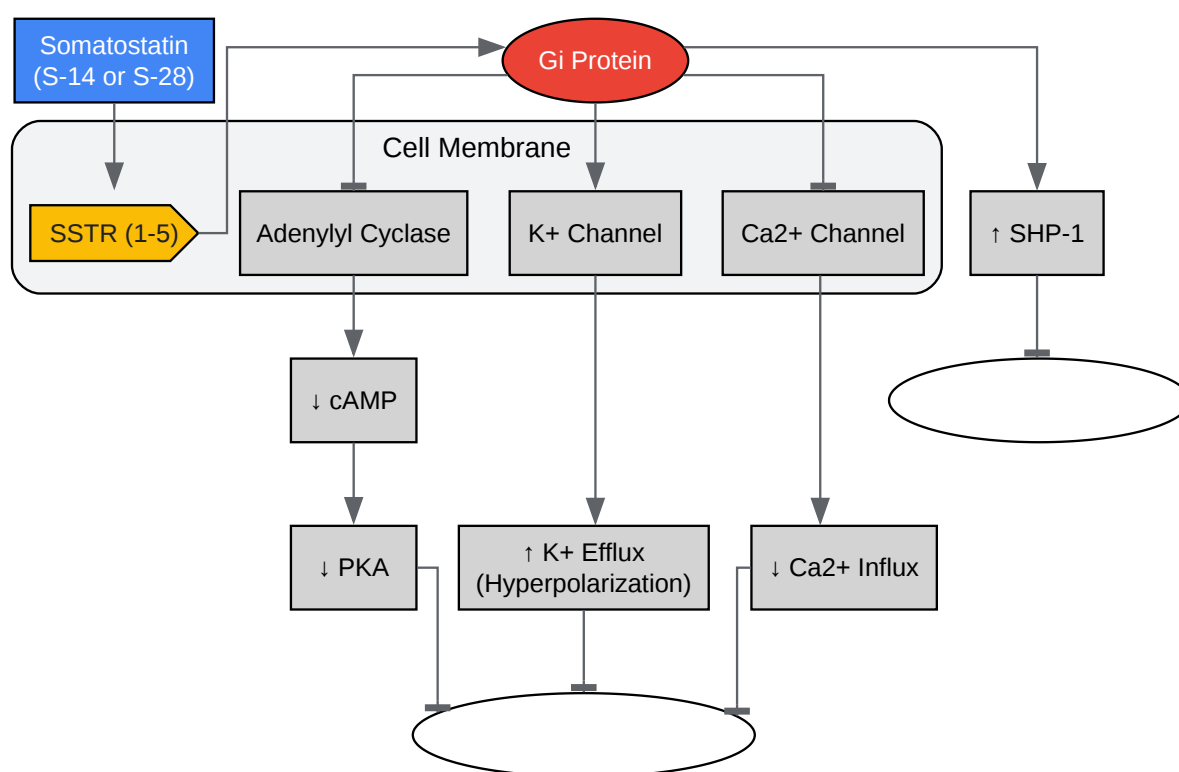 Somatostatin
(S-14 or S-28)
Gi Protein
Cell Membrane
SSTR (1-5)
Adenylyl Cyclase
K+ Channel
Ca2+ Channel
↑ SHP-1
↓ cAMP
↓ PKA
↑ K+ Efflux
(Hyperpolarization)
↓ Ca2+ Influx